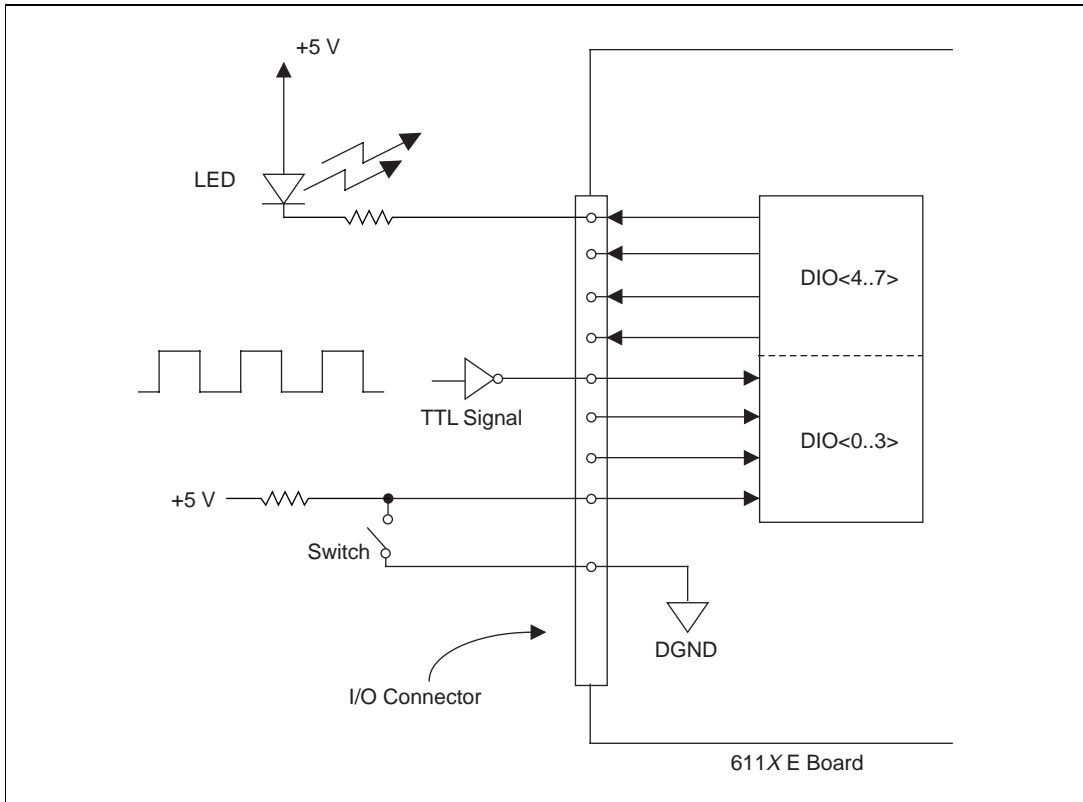 +5 V
LED
DIO<4..7>
TTL Signal
DIO<0..3>
+5 V
Switch
DGND
I/O Connector
611X E Board